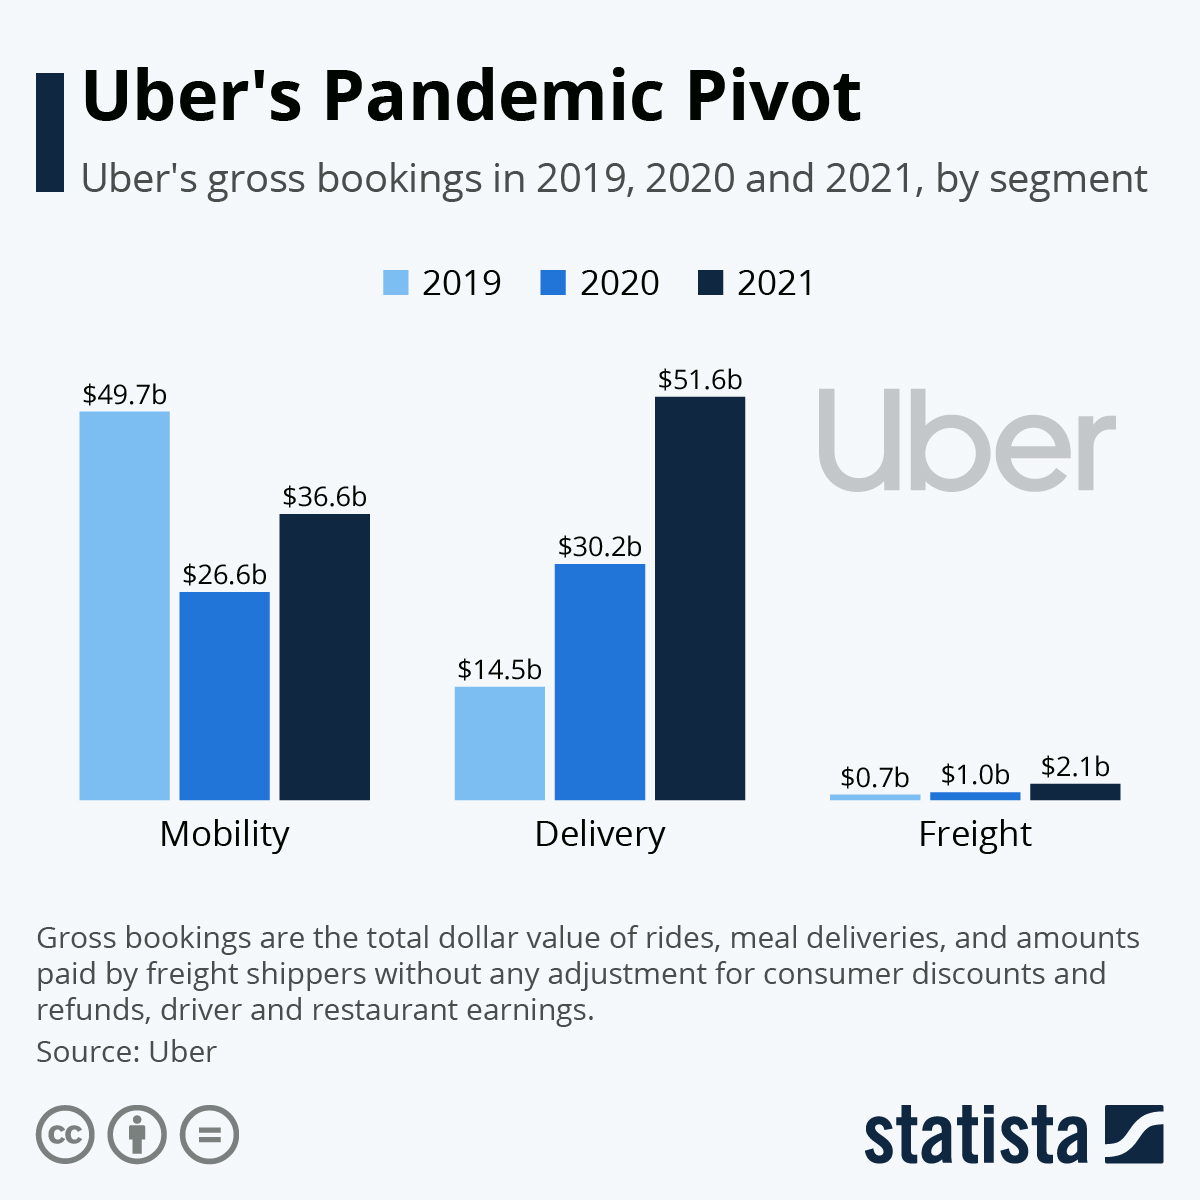 Uber's Pandemic Pivot
Uber's gross bookings in 2019, 2020 and 2021, by segment
2019 2020 2021
$49.7b
$26.6b
$36.6b
Mobility
$14.5b
$30.2b
$51.6b
Delivery
Uber
$0.7b
$1.0b
$2.1b
Freight
Gross bookings are the total dollar value of rides, meal deliveries, and amounts
paid by freight shippers without any adjustment for consumer discounts and
refunds, driver and restaurant earnings.
Source: Uber
cc
statista